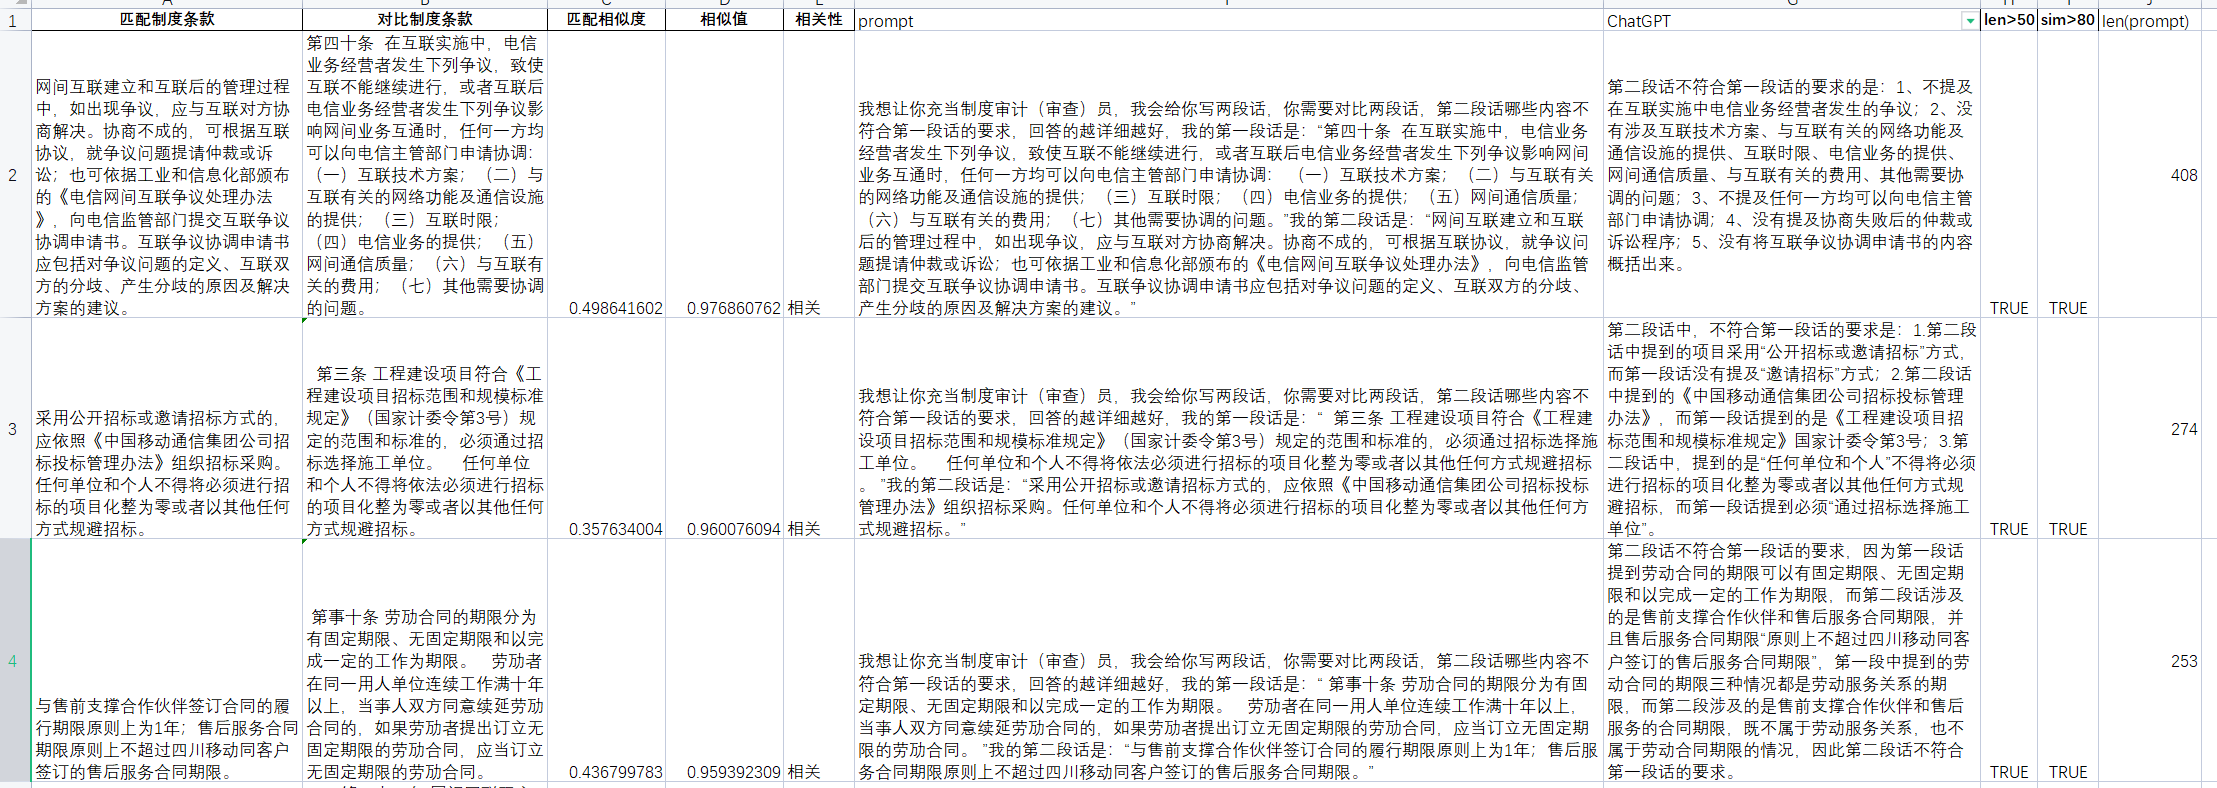 匹配制度条款 对比制度条款 匹配相似度 相似值 相关性 prompt ChatGPT len>50 sim>80 len(prompt)
1
2
网间互联建立和互联后的管理过程
中，如出现争议，应与互联对方协
商解决。协商不成的，可根据互联
协议，就争议问题提请仲裁或诉
讼；也可依据工业和信息化部颁布
的《电信网间互联争议处理办法
》，向电信监管部门提交互联争议
协调申请书。互联争议协调申请书
应包括对争议问题的定义、互联双
方的分歧、产生分歧的原因及解决
方案的建议。
第四十条 在互联实施中，电信
业务经营者发生下列争议，致使
互联不能继续进行，或者互联后
电信业务经营者发生下列争议影
响网间业务互通时，任何一方均
可以向电信主管部门申请协调：
（一）互联技术方案；（二）与
互联有关的网络功能及通信设施
的提供；（三）互联时限；
（四）电信业务的提供；（五）
网间通信质量；（六）与互联有
关的费用；（七）其他需要协调
的问题。
0.498641602 0.976860762 相关
我想让你充当制度审计（审查）员，我会给你写两段话，你需要对比两段话，第二段话哪些内容不
符合第一段话的要求，回答的越详细越好，我的第一段话是：“第四十条 在互联实施中，电信业务
经营者发生下列争议，致使互联不能继续进行，或者互联后电信业务经营者发生下列争议影响网间
业务互通时，任何一方均可以向电信主管部门申请协调： （一）互联技术方案；（二）与互联有关
的网络功能及通信设施的提供；（三）互联时限；（四）电信业务的提供；（五）网间通信质量；
（六）与互联有关的费用；（七）其他需要协调的问题。”我的第二段话是：“网间互联建立和互联
后的管理过程中，如出现争议，应与互联对方协商解决。协商不成的，可根据互联协议，就争议问
题提请仲裁或诉讼；也可依据工业和信息化部颁布的《电信网间互联争议处理办法》，向电信监管
部门提交互联争议协调申请书。互联争议协调申请书应包括对争议问题的定义、互联双方的分歧、
产生分歧的原因及解决方案的建议。”
第二段话不符合第一段话的要求的是：1、不提及
在互联实施中电信业务经营者发生的争议；2、没
有涉及互联技术方案、与互联有关的网络功能及
通信设施的提供、互联时限、电信业务的提供、
网间通信质量、与互联有关的费用、其他需要协
调的问题；3、不提及任何一方均可以向电信主管
部门申请协调；4、没有提及协商失败后的仲裁或
诉讼程序；5、没有将互联争议协调申请书的内容
概括出来。
TRUE TRUE 408
3
采用公开招标或邀请招标方式的，
应依照《中国移动通信集团公司招
标投标管理办法》组织招标采购。
任何单位和个人不得将必须进行招
标的项目化整为零或者以其他任何
方式规避招标。
第三条 工程建设项目符合《工
程建设项目招标范围和规模标准
规定》（国家计委令第3号）规
定的范围和标准的，必须通过招
标选择施工单位。 任何单位
和个人不得将依法必须进行招标
的项目化整为零或者以其他任何
方式规避招标。
0.357634004 0.960076094 相关
我想让你充当制度审计（审查）员，我会给你写两段话，你需要对比两段话，第二段话哪些内容不
符合第一段话的要求，回答的越详细越好，我的第一段话是：“ 第三条 工程建设项目符合《工程建
设项目招标范围和规模标准规定》（国家计委令第3号）规定的范围和标准的，必须通过招标选择施
工单位。 任何单位和个人不得将依法必须进行招标的项目化整为零或者以其他任何方式规避招标
。”我的第二段话是：“采用公开招标或邀请招标方式的，应依照《中国移动通信集团公司招标投标
管理办法》组织招标采购。任何单位和个人不得将必须进行招标的项目化整为零或者以其他任何方
式规避招标。”
第二段话中，不符合第一段话的要求是：1.第二段
话中提到的项目采用“公开招标或邀请招标”方式，
而第一段话没有提及“邀请招标”方式；2.第二段话
中提到的《中国移动通信集团公司招标投标管理
办法》，而第一段话提到的是《工程建设项目招
标范围和规模标准规定》国家计委令第3号；3.第
二段话中，提到的是“任何单位和个人”不得将必须
进行招标的项目化整为零或者以其他任何方式规
避招标，而第一段话提到必须“通过招标选择施工
单位”。
TRUE TRUE 274
4
与售前支撑合作伙伴签订合同的履
行期限原则上为1年；售后服务合同
期限原则上不超过四川移动同客户
签订的售后服务合同期限。
第事十条 劳动合同的期限分为
有固定期限、无固定期限和以完
成一定的工作为期限。 劳动者
在同一用人单位连续工作满十年
以上，当事人双方同意续延劳动
合同的，如果劳动者提出订立无
固定期限的劳动合同，应当订立
无固定期限的劳动合同。
0.436799783 0.959392309 相关
我想让你充当制度审计（审查）员，我会给你写两段话，你需要对比两段话，第二段话哪些内容不
符合第一段话的要求，回答的越详细越好，我的第一段话是：“ 第事十条 劳动合同的期限分为有固
定期限、无固定期限和以完成一定的工作为期限。 劳动者在同一用人单位连续工作满十年以上，
当事人双方同意续延劳动合同的，如果劳动者提出订立无固定期限的劳动合同，应当订立无固定期
限的劳动合同。 ”我的第二段话是：“与售前支撑合作伙伴签订合同的履行期限原则上为1年；售后服
务合同期限原则上不超过四川移动同客户签订的售后服务合同期限。”
第二段话不符合第一段话的要求，因为第一段话
提到劳动合同的期限可以有固定期限、无固定期
限和以完成一定的工作为期限，而第二段话涉及
的是售前支撑合作伙伴和售后服务合同期限，并
且售后服务合同期限“原则上不超过四川移动同客
户签订的售后服务合同期限”，第一段中提到的劳
动合同的期限三种情况都是劳动服务关系的期
限，而第二段涉及的是售前支撑合作伙伴和售后
服务的合同期限，既不属于劳动服务关系，也不
属于劳动合同期限的情况，因此第二段话不符合
第一段话的要求。
TRUE TRUE 253